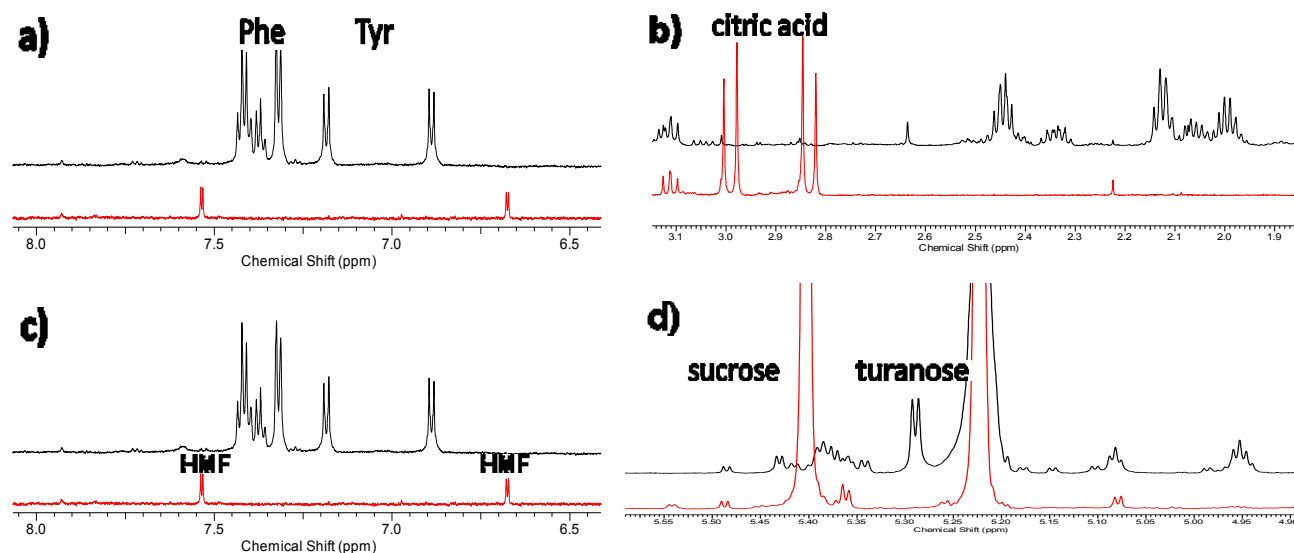 a) Phe Tyr
8.0 7.5 7.0 6.5
Chemical Shift (ppm)
b) citric acid
3.1 3.0 2.9 2.8 2.7 2.6 2.5 2.4 2.3 2.2 2.1 2.0 1.9
Chemical Shift (ppm)
c)
HMF HMF
8.0 7.5 7.0 6.5
Chemical Shift (ppm)
d)
sucrose turanose
5.55 5.50 5.45 5.40 5.35 5.30 5.25 5.20 5.15 5.10 5.05 5.00 4.95 4.90
Chemical Shift (ppm)